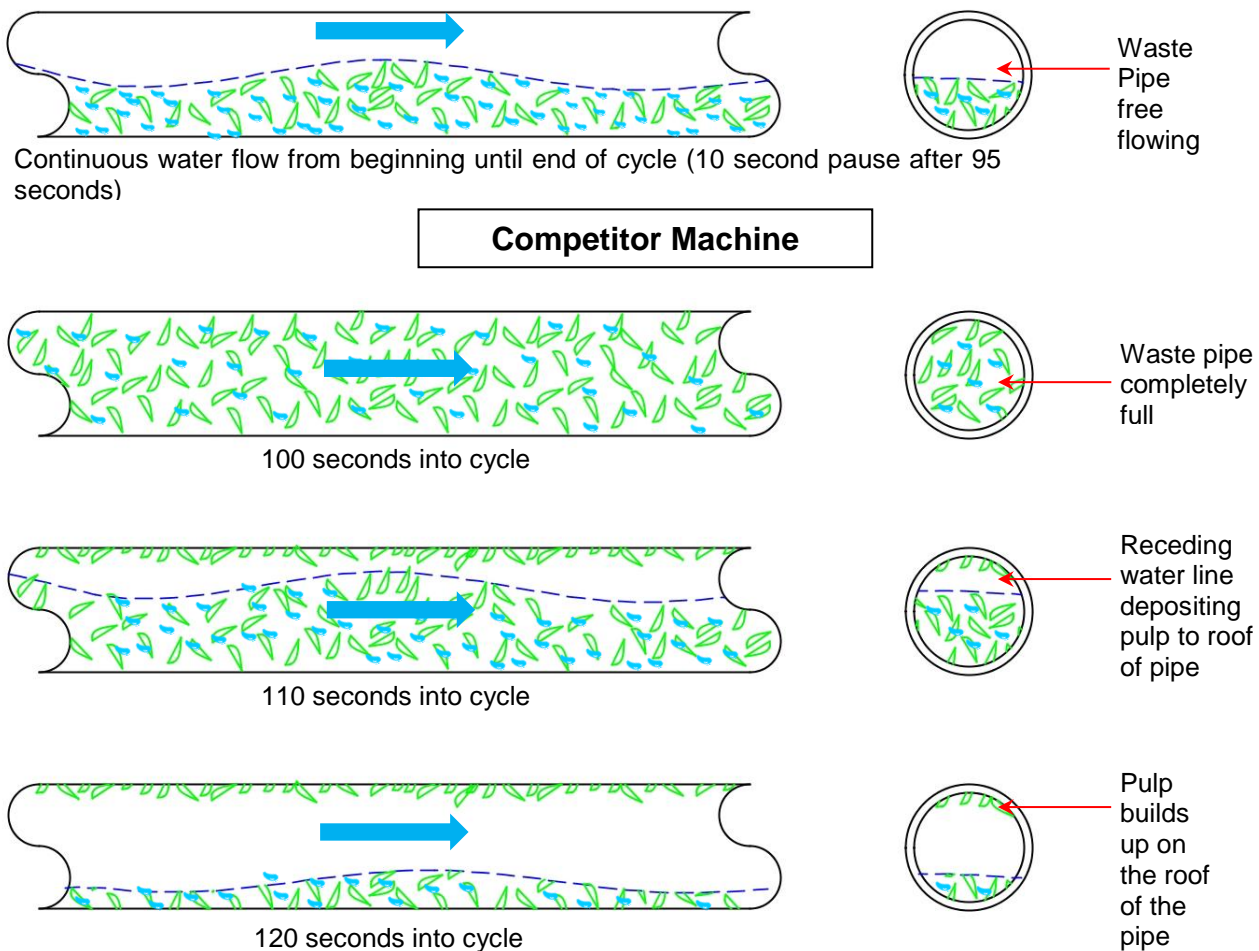 Waste
Pipe
free
flowing
Continuous water flow from beginning until end of cycle (10 second pause after 95
seconds)
Competitor Machine
Waste pipe
completely
full
100 seconds into cycle
Receding
water line
depositing
pulp to roof
of pipe
110 seconds into cycle
Pulp
builds
up on
the roof
of the
pipe
120 seconds into cycle